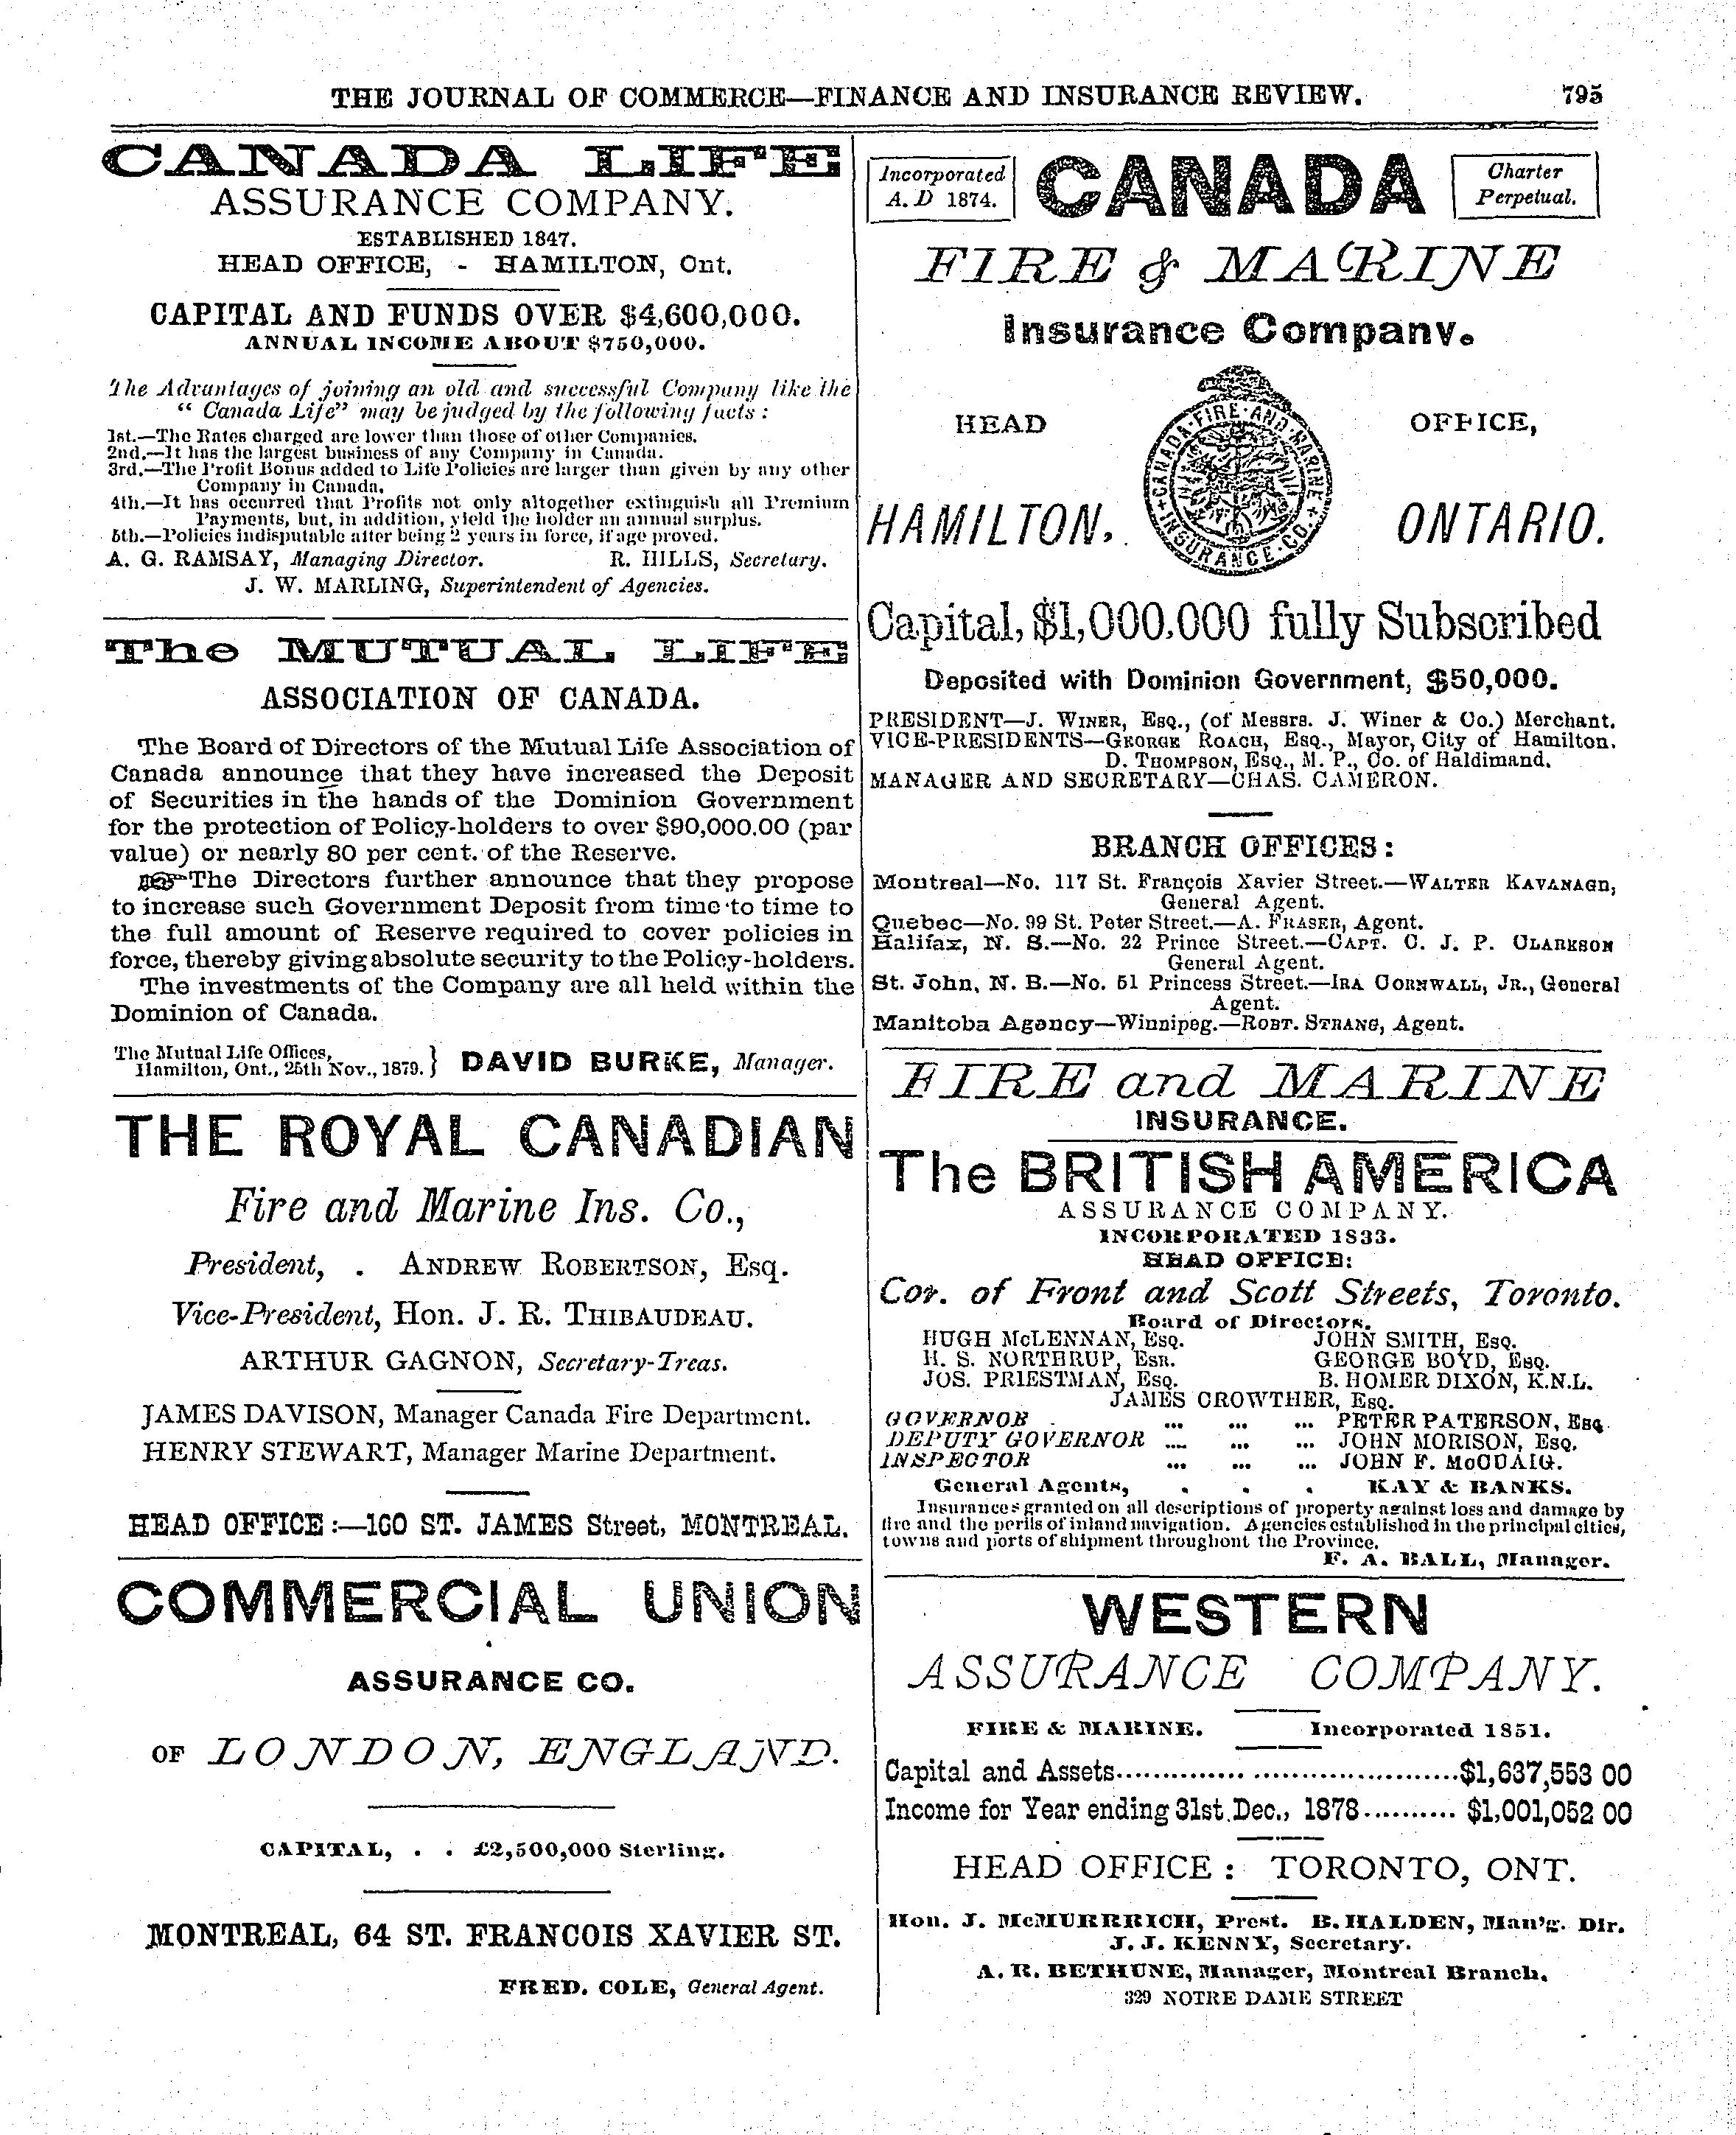 THE JOURNAL OF COMMERCE—FINANCE AND INSURANCE REVIEW. 795
CANADA LIFE
ASSURANCE COMPANY.
ESTABLISHED 1847.
HEAD OFFICE, - HAMILTON, Ont.
CAPITAL AND FUNDS OVER $4,600,000.
ANNUAL INCOME ABOUT $750,000.
The Advantages of joining an old and successful Company like the
" Canada Life" may be judged by the following facts :
1st.—The Rates charged are lower than those of other Companies.
2nd.—It has the largest business of any Company in Canada.
3rd.—The Profit Bonus added to Life Policies are larger than given by any other
Company in Canada.
4th.—It has occurred that Profits not only altogether extinguish all Premium
Payments, but, in addition, yield the holder an annual surplus.
5th.—Policies indisputable after being 2 years in force, if age proved.
A. G. RAMSAY, Managing Director. R. HILLS, Secretary.
J. W. MARLING, Superintendent of Agencies.
The MUTUAL LIFE
ASSOCIATION OF CANADA.
The Board of Directors of the Mutual Life Association of
Canada announce that they have increased the Deposit
of Securities in the hands of the Dominion Government
for the protection of Policy-holders to over $90,000.00 (par
value) or nearly 80 per cent. of the Reserve.
☞The Directors further announce that they propose
to increase such Government Deposit from time to time to
the full amount of Reserve required to cover policies in
force, thereby giving absolute security to the Policy-holders.
The investments of the Company are all held within the
Dominion of Canada.
The Mutual Life Offices,
Hamilton, Ont., 25th Nov., 1879. } DAVID BURKE, Manager.
THE ROYAL CANADIAN
Fire and Marine Ins. Co.,
President, . ANDREW ROBERTSON, Esq.
Vice-President, Hon. J. R. THIBAUDEAU.
ARTHUR GAGNON, Secretary-Treas.
JAMES DAVISON, Manager Canada Fire Department.
HENRY STEWART, Manager Marine Department.
HEAD OFFICE :—160 ST. JAMES Street, MONTREAL.
COMMERCIAL UNION
ASSURANCE CO.
OF LONDON, ENGLAND.
CAPITAL, . . £2,500,000 Sterling.
MONTREAL, 64 ST. FRANCOIS XAVIER ST.
FRED. COLE, General Agent.
Incorporated
A. D 1874.
CANADA
Charter
Perpetual.
FIRE & MARINE
Insurance Company.
HEAD OFFICE,
CANADA·FIRE·AND·MARINE
INSURANCE·CO.
HAMILTON, ONTARIO.
Capital, $1,000,000 fully Subscribed
Deposited with Dominion Government, $50,000.
PRESIDENT—J. WINER, ESQ., (of Messrs. J. Winer & Co.) Merchant.
VICE-PRESIDENTS—GEORGE ROACH, ESQ., Mayor, City of Hamilton.
D. THOMPSON, ESQ., M. P., Co. of Haldimand.
MANAGER AND SECRETARY—CHAS. CAMERON.
BRANCH OFFICES :
Montreal—No. 117 St. François Xavier Street.—WALTER KAVANAGH,
General Agent.
Quebec—No. 99 St. Peter Street.—A. FRASER, Agent.
Halifax, N. S.—No. 22 Prince Street.—CAPT. C. J. P. CLARKSON
General Agent.
St. John, N. B.—No. 51 Princess Street.—IRA CORNWALL, JR., General
Agent.
Manitoba Agency—Winnipeg.—ROBT. STRANG, Agent.
FIRE and MARINE
INSURANCE.
The BRITISH AMERICA
ASSURANCE COMPANY.
INCORPORATED 1833.
HEAD OFFICE:
Cor. of Front and Scott Streets, Toronto.
Board of Directors.
HUGH McLENNAN, ESQ. JOHN SMITH, ESQ.
H. S. NORTHRUP, ESQ. GEORGE BOYD, ESQ.
JOS. PRIESTMAN, ESQ. B. HOMER DIXON, K.N.L.
JAMES CROWTHER, ESQ.
GOVERNOR ... ... ... PETER PATERSON, ESQ.
DEPUTY GOVERNOR .... ... ... JOHN MORISON, ESQ.
INSPECTOR ... ... ... JOHN F. McCUAIG.
General Agents, . . . KAY & BANKS.
Insurances granted on all descriptions of property against loss and damage by
fire and the perils of inland navigation. Agencies established in the principal cities,
towns and ports of shipment throughout the Province.
F. A. BALL, Manager.
WESTERN
ASSURANCE COMPANY.
FIRE & MARINE. Incorporated 1851.
Capital and Assets.................................$1,637,553 00
Income for Year ending 31st Dec., 1878.......... $1,001,052 00
HEAD OFFICE : TORONTO, ONT.
Hon. J. McMURRRICH, Prest. B. HALDEN, Man'g. Dir.
J. J. KENNY, Secretary.
A. R. BETHUNE, Manager, Montreal Branch.
329 NOTRE DAME STREET